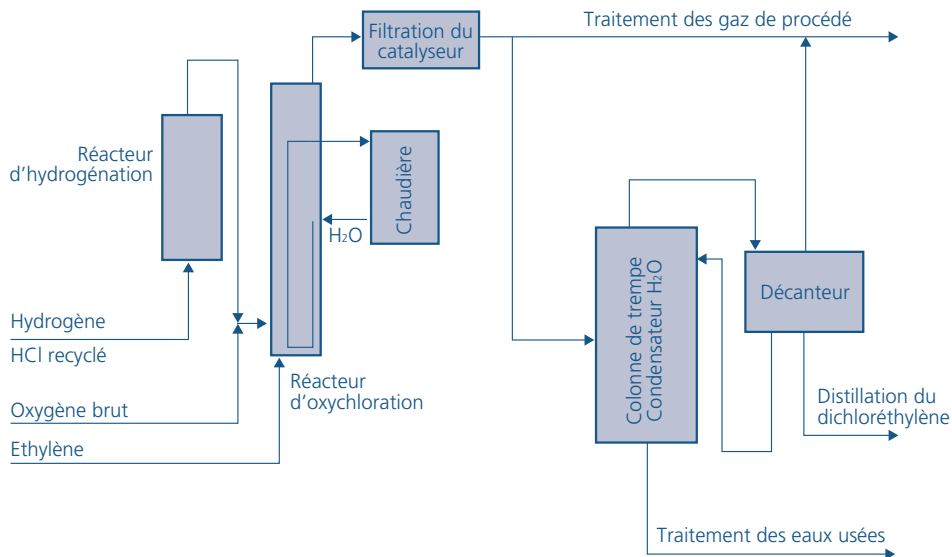 Traitement des gaz de procédé
Filtration du
catalyseur
Réacteur
d'hydrogénation
Chaudière
H₂O
Colonne de trempe
Condensateur H₂O
Décanteur
Hydrogène
HCl recyclé
Réacteur
d'oxychloration
Oxygène brut
Ethylène
Distillation du
dichloréthylène
Traitement des eaux usées